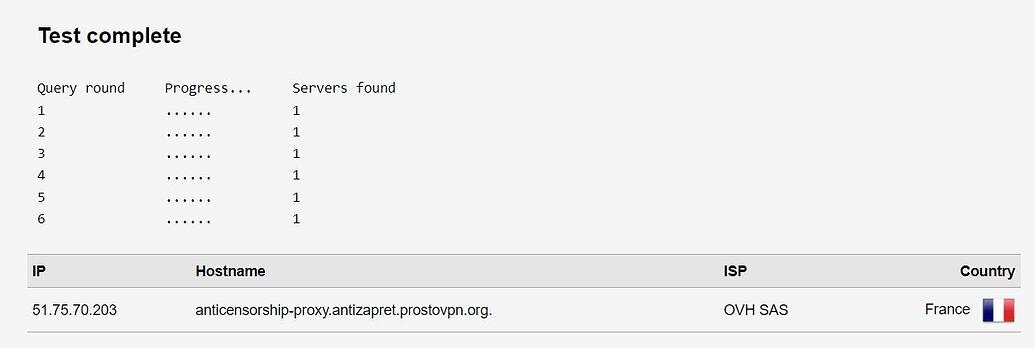 Test complete
Query round Progress... Servers found
1 ...... 1
2 ...... 1
3 ...... 1
4 ...... 1
5 ...... 1
6 ...... 1
IP Hostname ISP Country
51.75.70.203 anticensorship-proxy.antizapret.prostovpn.org. OVH SAS France